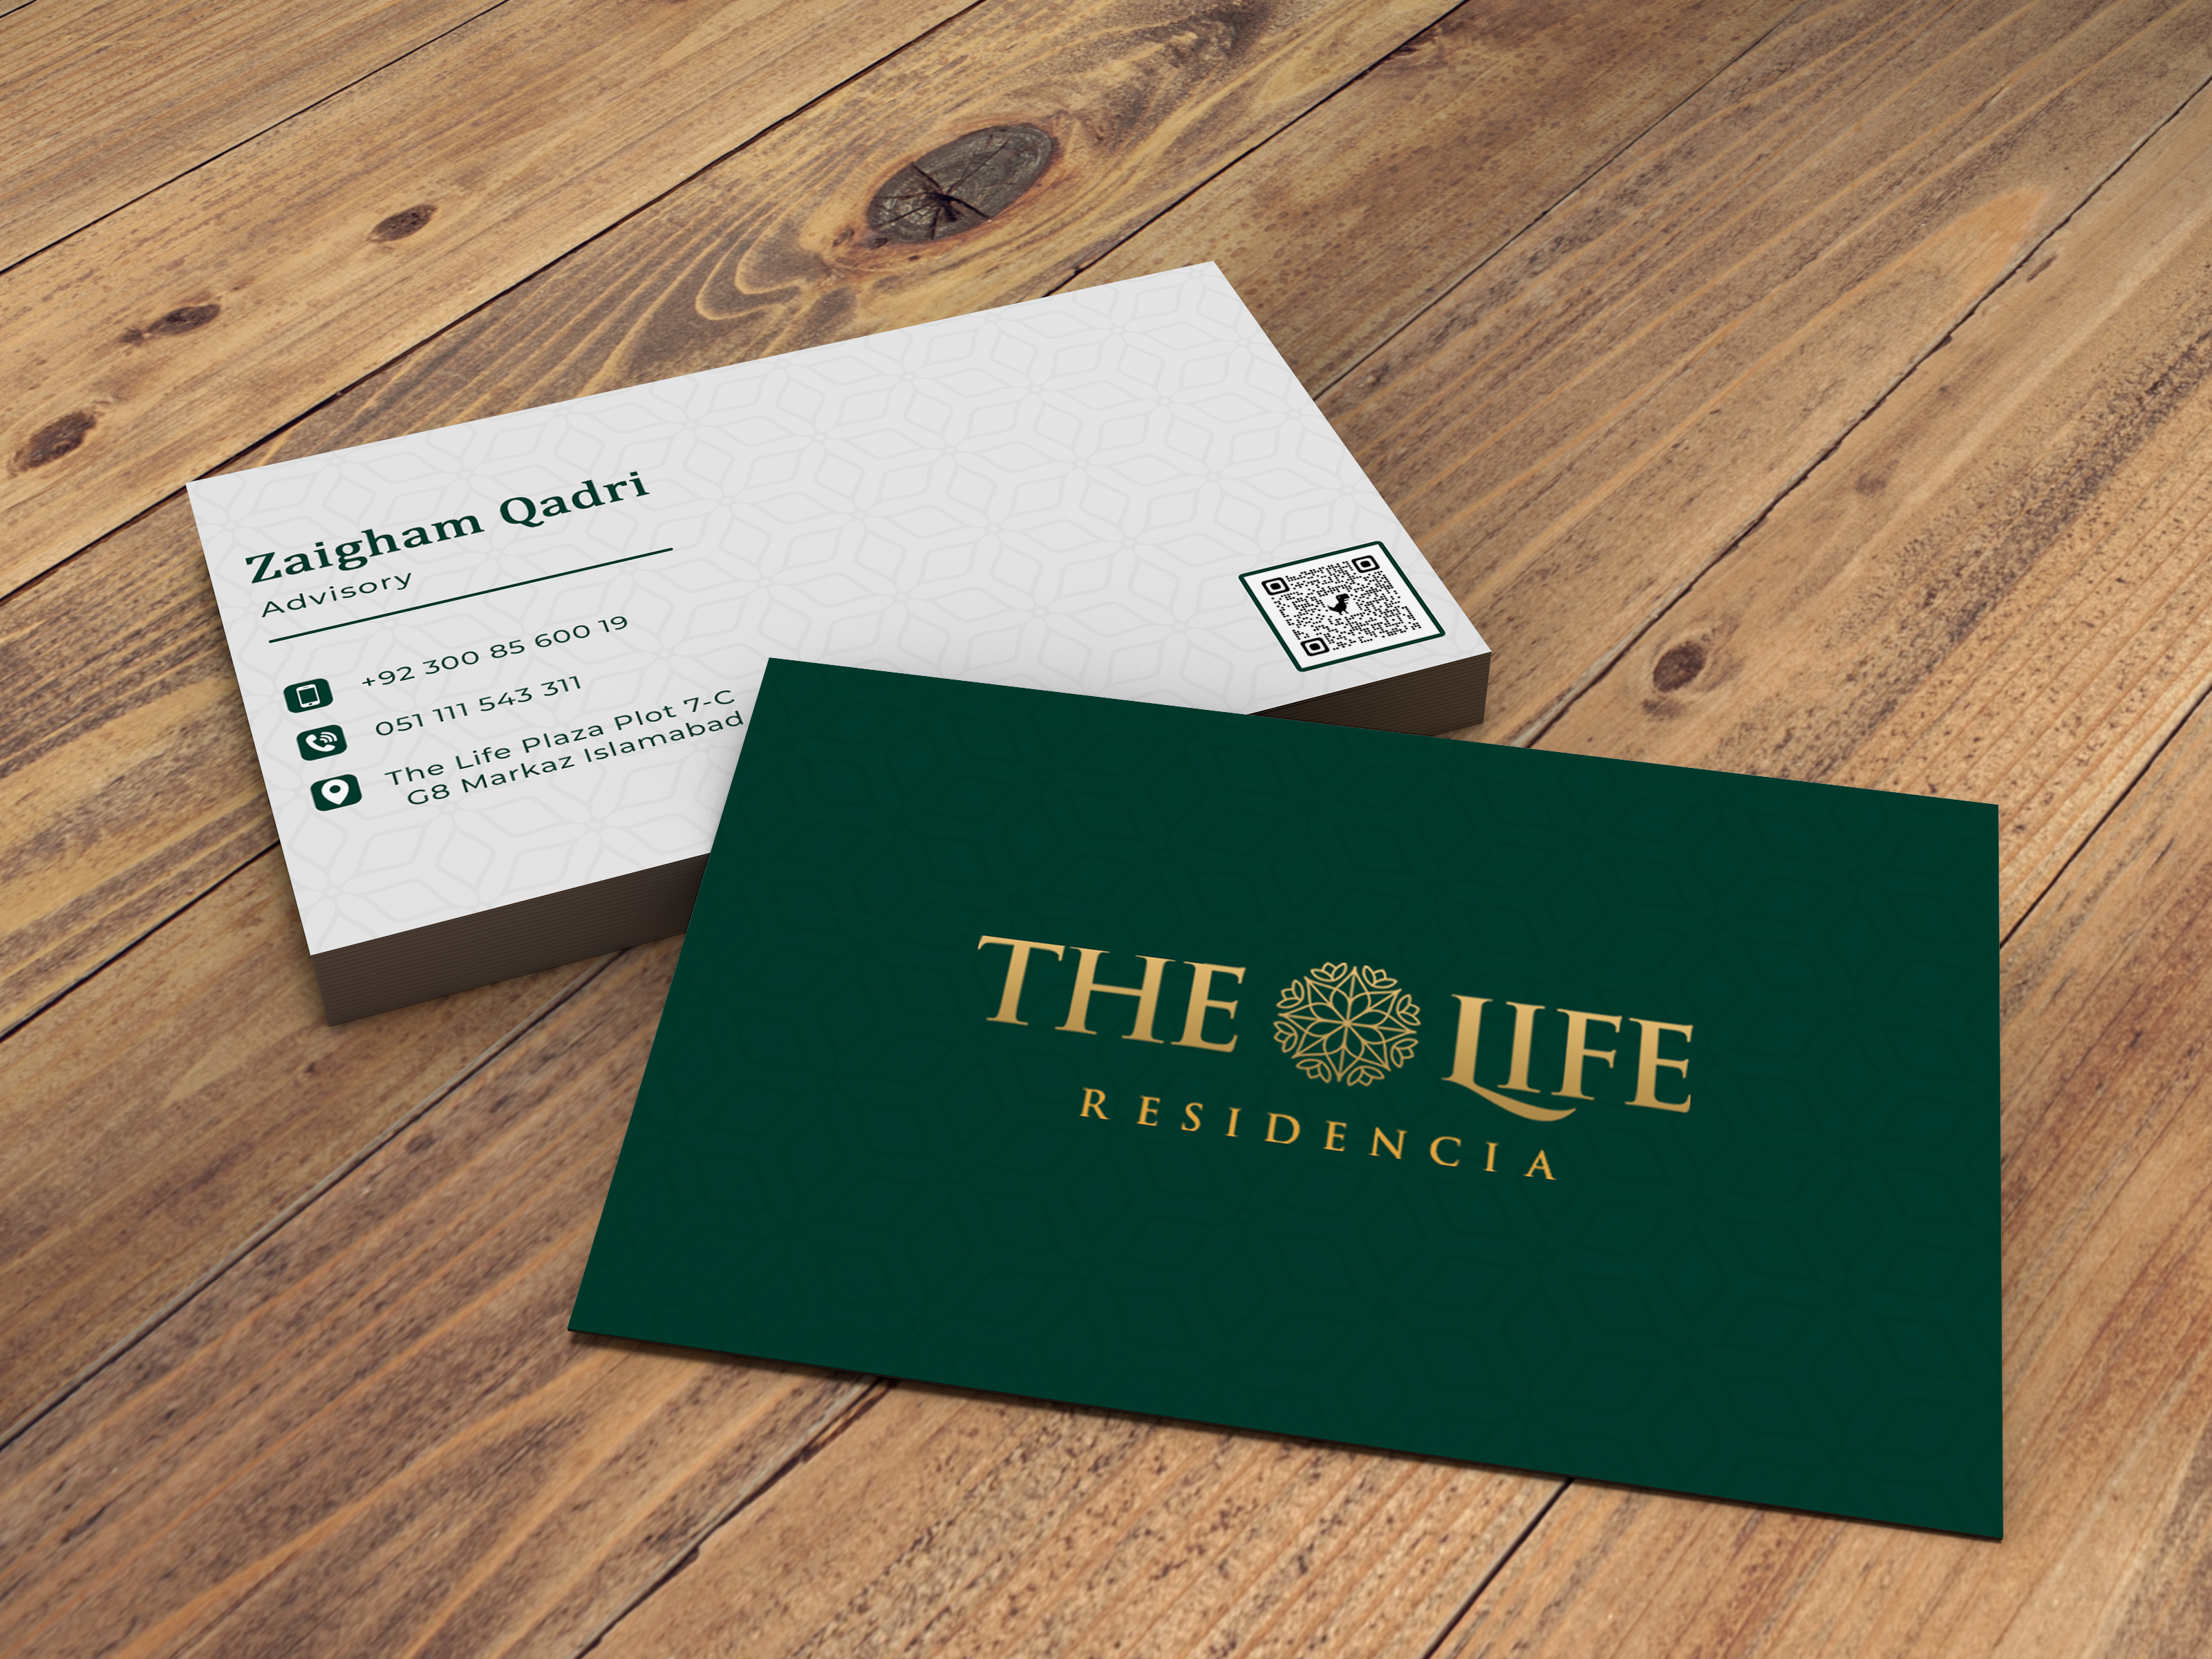 Zaigham Qadri
Advisory
+92 300 85 600 19
051 111 543 311
The Life Plaza Plot 7-C
G8 Markaz Islamabad
THE LIFE
RESIDENCIA